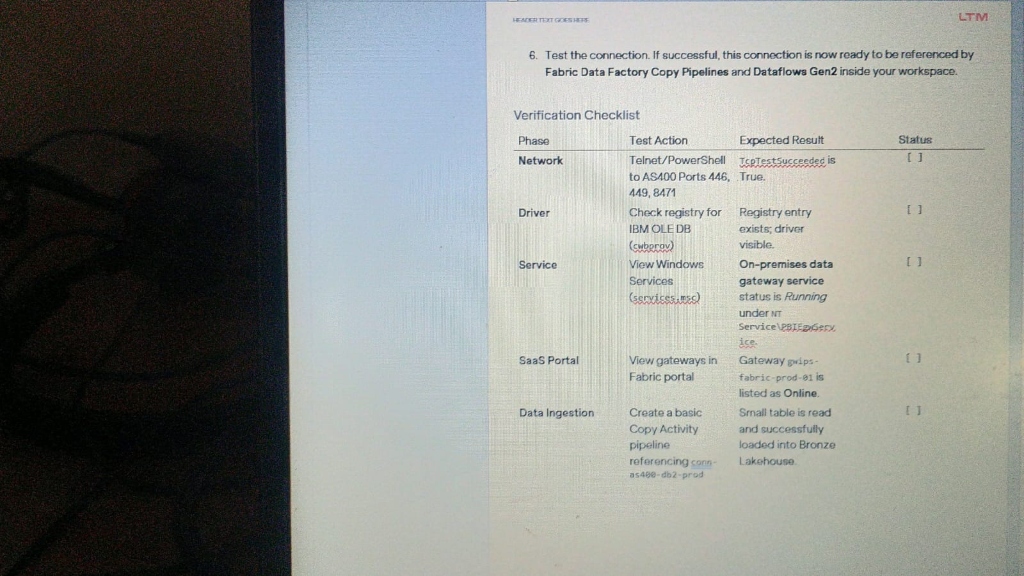 HEADER TEXT GOES HERE
LTM
6. Test the connection. If successful, this connection is now ready to be referenced by
Fabric Data Factory Copy Pipelines and Dataflows Gen2 inside your workspace.
Verification Checklist
Phase Test Action Expected Result Status
Network Telnet/PowerShell TcpTestSucceeded is [ ]
to AS400 Ports 446, True.
449, 8471
Driver Check registry for Registry entry [ ]
IBM OLE DB exists; driver
(cwbprov) visible.
Service View Windows On-premises data [ ]
Services gateway service
(services.msc) status is Running
under NT
Service\PBIEgwServ
ice.
SaaS Portal View gateways in Gateway gwips- [ ]
Fabric portal fabric-prod-01 is
listed as Online.
Data Ingestion Create a basic Small table is read [ ]
Copy Activity and successfully
pipeline loaded into Bronze
referencing conn- Lakehouse.
as400-db2-prod